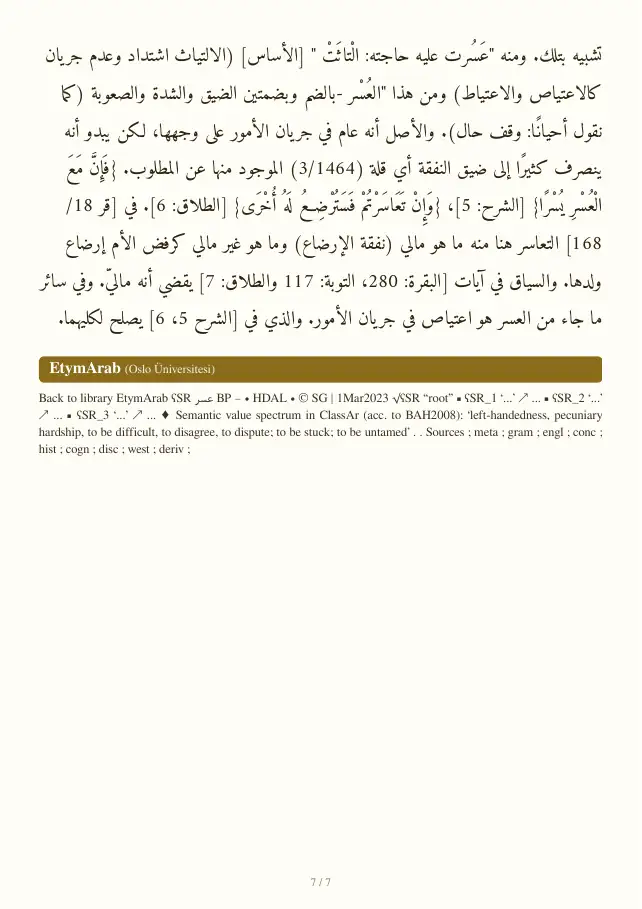 تشبيه بتلك. ومنه "عَسُرت عليه حاجته: الْتاثَتْ " [الأساس] (الالتياث اشتداد وعدم جريان
كالاعتياص والاعتياط) ومن هذا "العُسْر -بالضم وبضمتين الضيق والشدة والصعوبة (كما
نقول أحيانًا: وقف حال). والأصل أنه عام في جريان الأمور على وجهها، لكن يبدو أنه
ينصرف كثيرًا إلى ضيق النفقة أي قلة (3/1464) الموجود منها عن المطلوب. {فَإِنَّ مَعَ
الْعُسْرِ يُسْرًا} [الشرح: 5]، {وَإِنْ تَعَاسَرْتُمْ فَسَتُرْضِعُ لَهُ أُخْرَى} [الطلاق: 6]. في [قر 18/
168] التعاسر هنا منه ما هو مالي (نفقة الإرضاع) وما هو غير مالي كرفض الأم إرضاع
ولدها. والسياق في آيات [البقرة: 280، التوبة: 117 والطلاق: 7] يقضي أنه ماليّ. وفي سائر
ما جاء من العسر هو اعتياص في جريان الأمور. والذي في [الشرح 5، 6] يصلح لكليهما.
EtymArab (Oslo Üniversitesi)
Back to library EtymArab ʕSR عسر BP – • HDAL • © SG | 1Mar2023 √ʕSR “root” ▪ ʕSR_1 ‘...’ ↗ ... ▪ ʕSR_2 ‘...’
↗ ... ▪ ʕSR_3 ‘...’ ↗ ... ♦ Semantic value spectrum in ClassAr (acc. to BAH2008): ‘left-handedness, pecuniary
hardship, to be difficult, to disagree, to dispute; to be stuck; to be untamed’ . . Sources ; meta ; gram ; engl ; conc ;
hist ; cogn ; disc ; west ; deriv ;
7 / 7